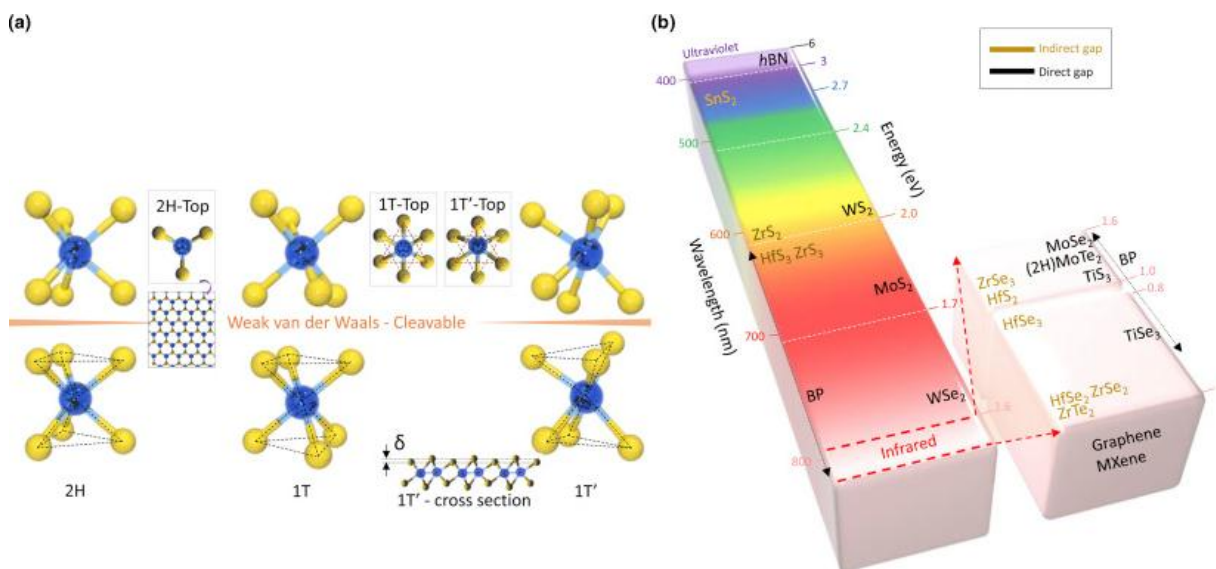 (a)
2H-Top
1T-Top
1T′-Top
Weak van der Waals - Cleavable
δ
1T′ - cross section
2H
1T
1T′
(b)
Indirect gap
Direct gap
Ultraviolet
6
hBN
3
400
2.7
SnS₂
2.4
500
Energy (eV)
WS₂
2.0
ZrS₂
600
HfS₃ ZrS₃
Wavelength (nm)
MoS₂
1.7
700
BP
WSe₂
1.6
Infrared
800
1.6
MoSe₂
(2H)MoTe₂
BP
TiS₃
1.0
0.8
ZrSe₃
HfS₂
HfSe₃
TiSe₃
HfSe₂ ZrSe₂
ZrTe₂
Graphene
MXene